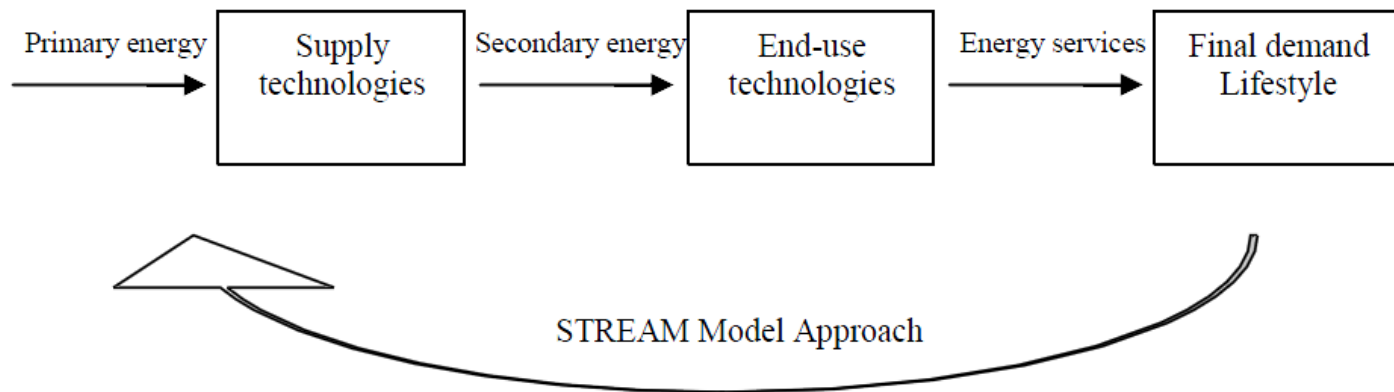 Primary energy
Supply
technologies
Secondary energy
End-use
technologies
Energy services
Final demand
Lifestyle
STREAM Model Approach